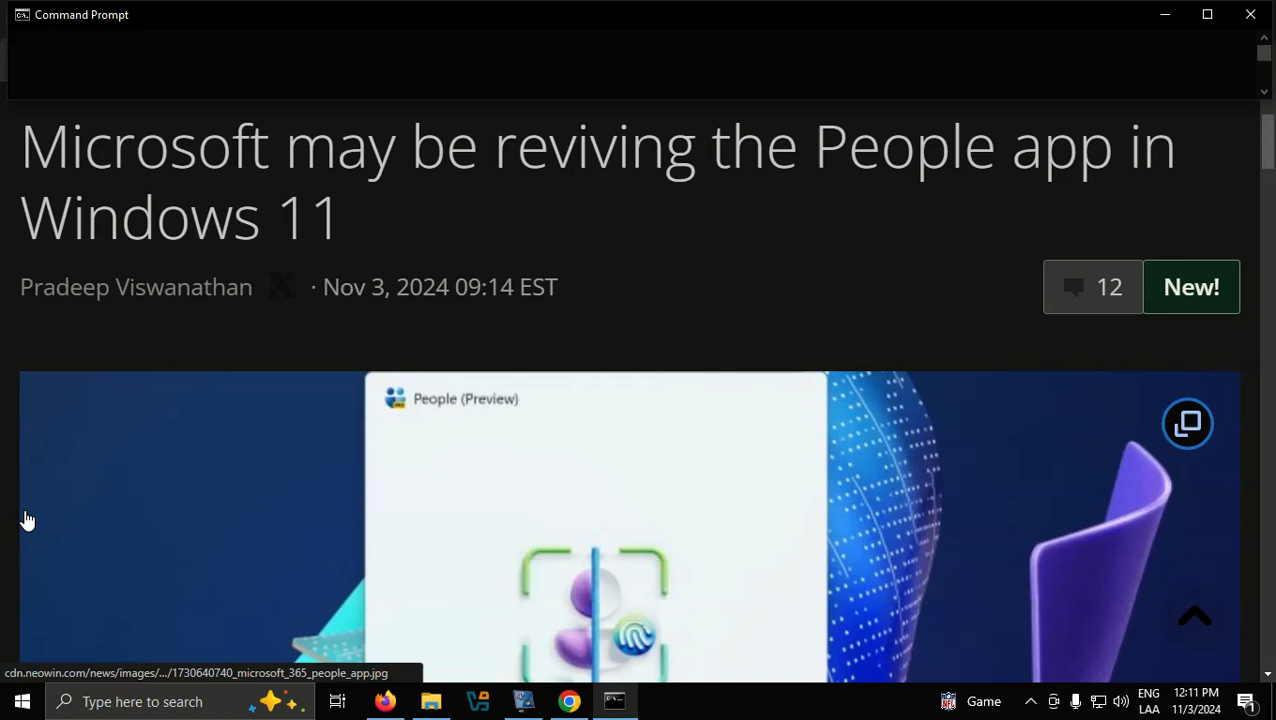 Command Prompt
Microsoft may be reviving the People app in
Windows 11
Pradeep Viswanathan · Nov 3, 2024 09:14 EST
12
New!
People (Preview)
cdn.neowin.com/news/images/.../1730640740_microsoft_365_people_app.jpg
Type here to search
Game
ENG
LAA
12:11 PM
11/3/2024
1